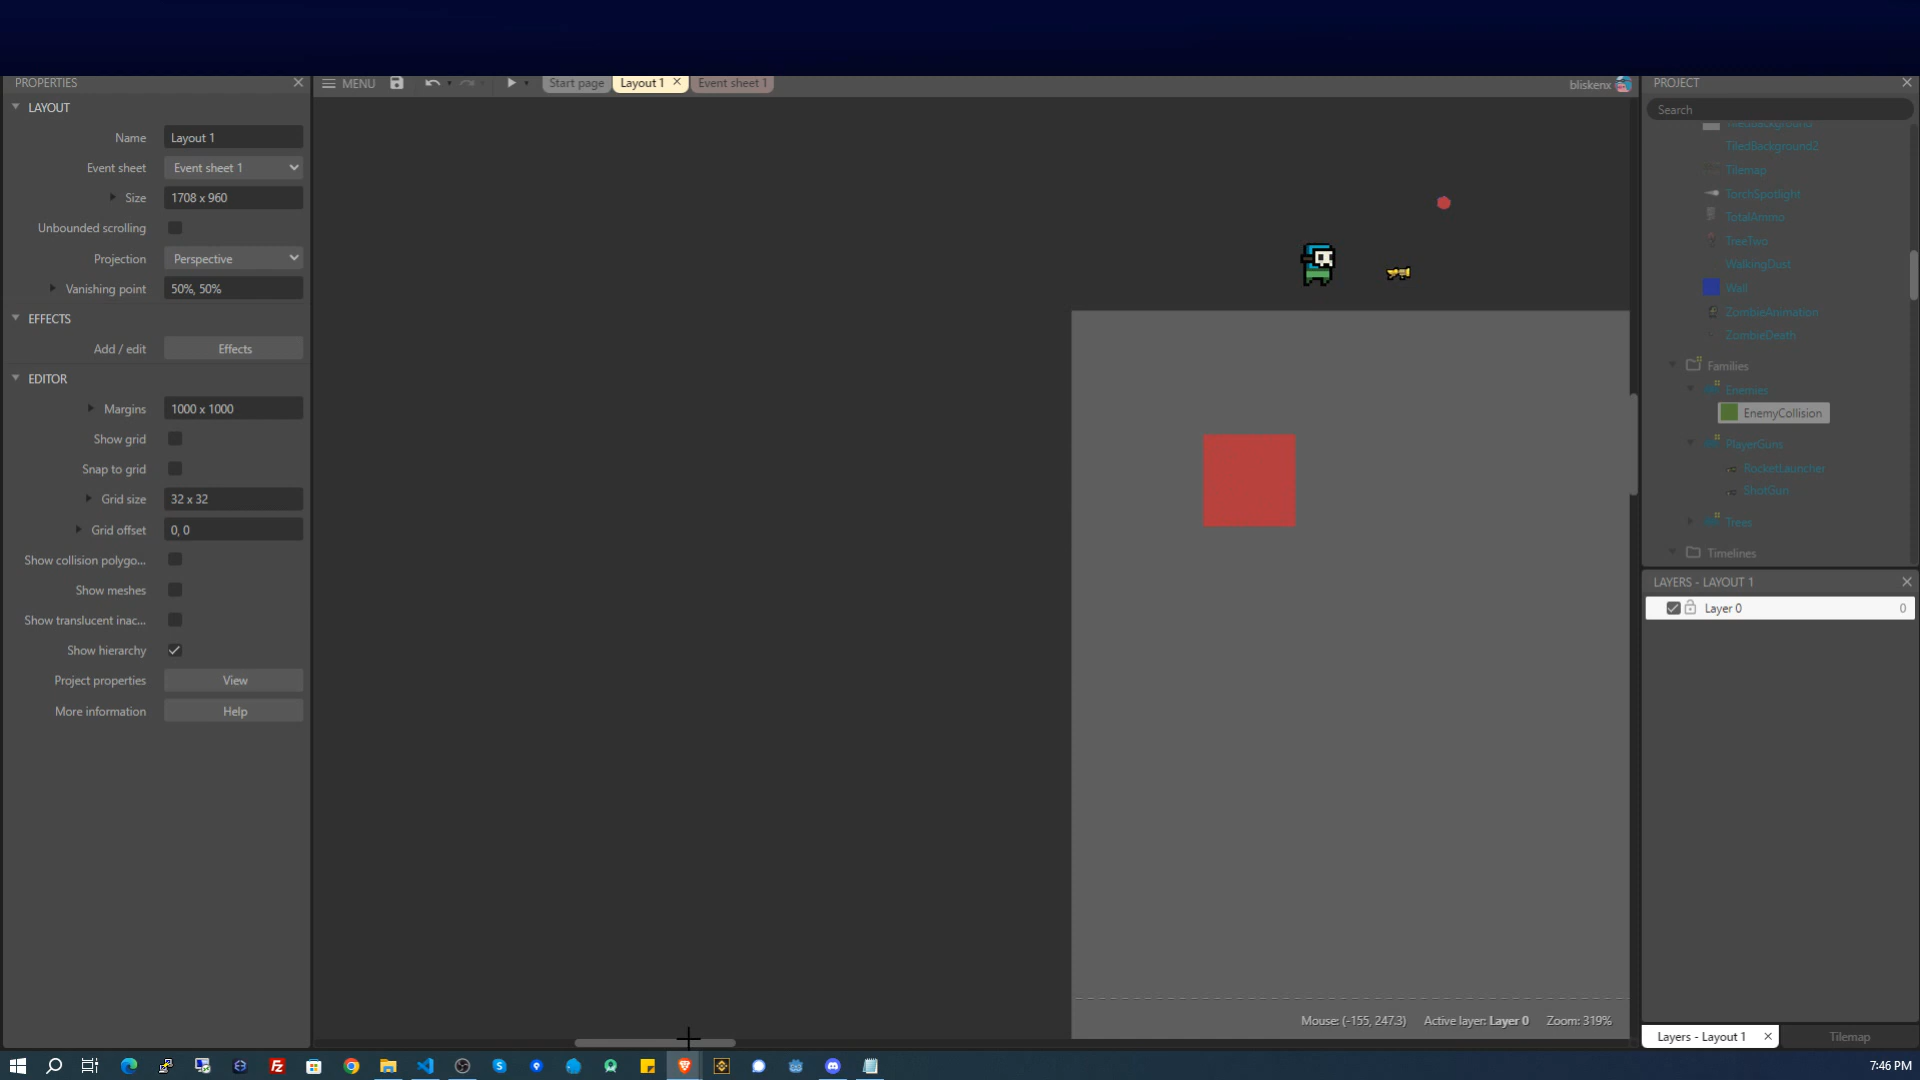 PROPERTIES
LAYOUT
Name Layout 1
Event sheet Event sheet 1
Size 1708 x 960
Unbounded scrolling
Projection Perspective
Vanishing point 50%, 50%
EFFECTS
Add / edit Effects
EDITOR
Margins 1000 x 1000
Show grid
Snap to grid
Grid size 32 x 32
Grid offset 0, 0
Show collision polygo...
Show meshes
Show translucent inac...
Show hierarchy
Project properties View
More information Help
MENU
Start page
Layout 1
Event sheet 1
bliskenx
Mouse: (-155, 247.3) Active layer: Layer 0 Zoom: 319%
PROJECT
Search
TiledBackground2
Tilemap
TorchSpotlight
TotalAmmo
TreeTwo
WalkingDust
Wall
ZombieAnimation
ZombieDeath
Families
Enemies
EnemyCollision
PlayerGuns
RocketLauncher
ShotGun
Trees
Timelines
LAYERS - LAYOUT 1
Layer 0 0
Layers - Layout 1
Tilemap
7:46 PM